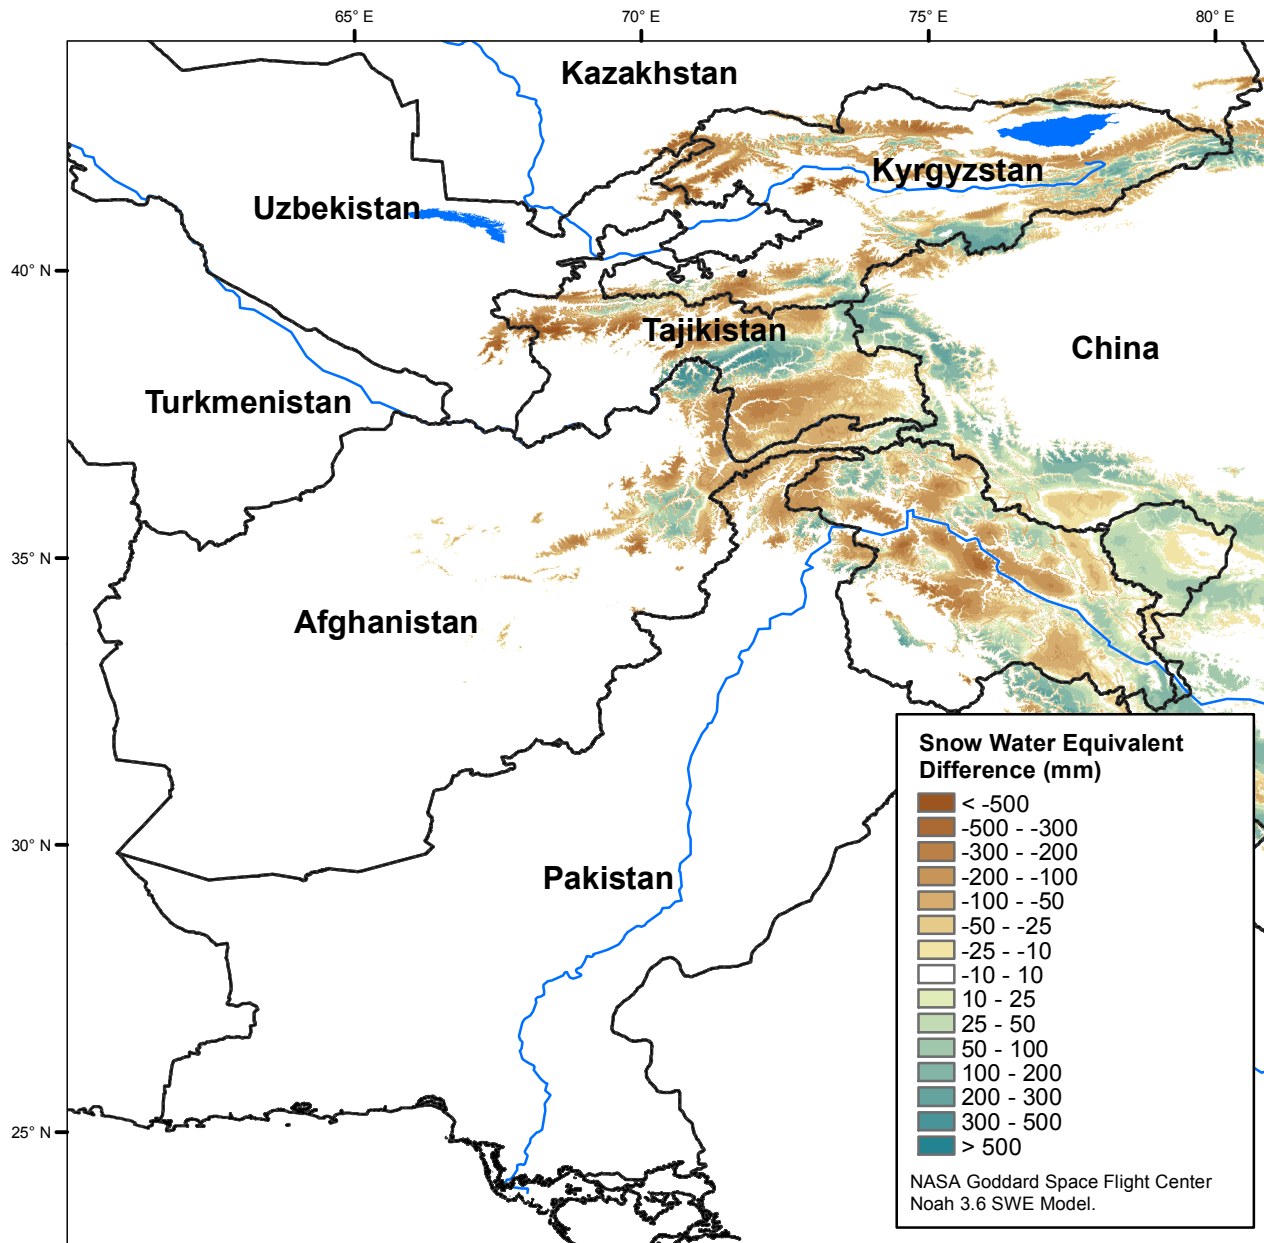 65° E
70° E
75° E
80° E
Kazakhstan
Kyrgyzstan
Uzbekistan
40° N
Tajikistan
China
Turkmenistan
35° N
Afghanistan
30° N
Pakistan
25° N
Snow Water Equivalent
Difference (mm)
< -500
-500 - -300
-300 - -200
-200 - -100
-100 - -50
-50 - -25
-25 - -10
-10 - 10
10 - 25
25 - 50
50 - 100
100 - 200
200 - 300
300 - 500
> 500
NASA Goddard Space Flight Center
Noah 3.6 SWE Model.